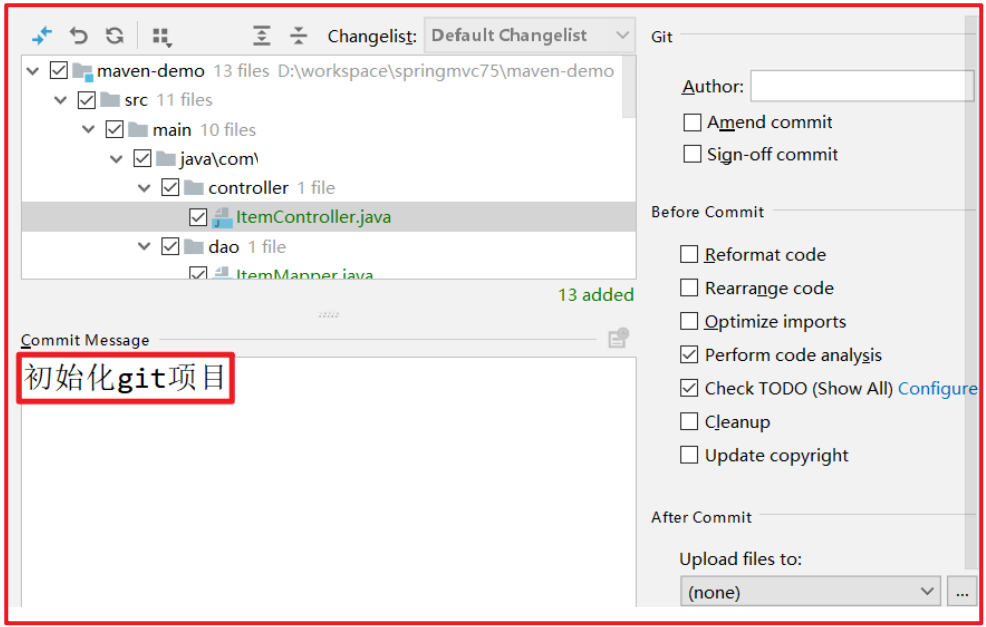 Changelist: Default Changelist
maven-demo 13 files D:\workspace\springmvc75\maven-demo
src 11 files
main 10 files
java\com\
controller 1 file
ItemController.java
dao 1 file
ItemMapper.java
13 added
Commit Message
初始化git项目
Git
Author:
Amend commit
Sign-off commit
Before Commit
Reformat code
Rearrange code
Optimize imports
Perform code analysis
Check TODO (Show All) Configure
Cleanup
Update copyright
After Commit
Upload files to:
(none)
...